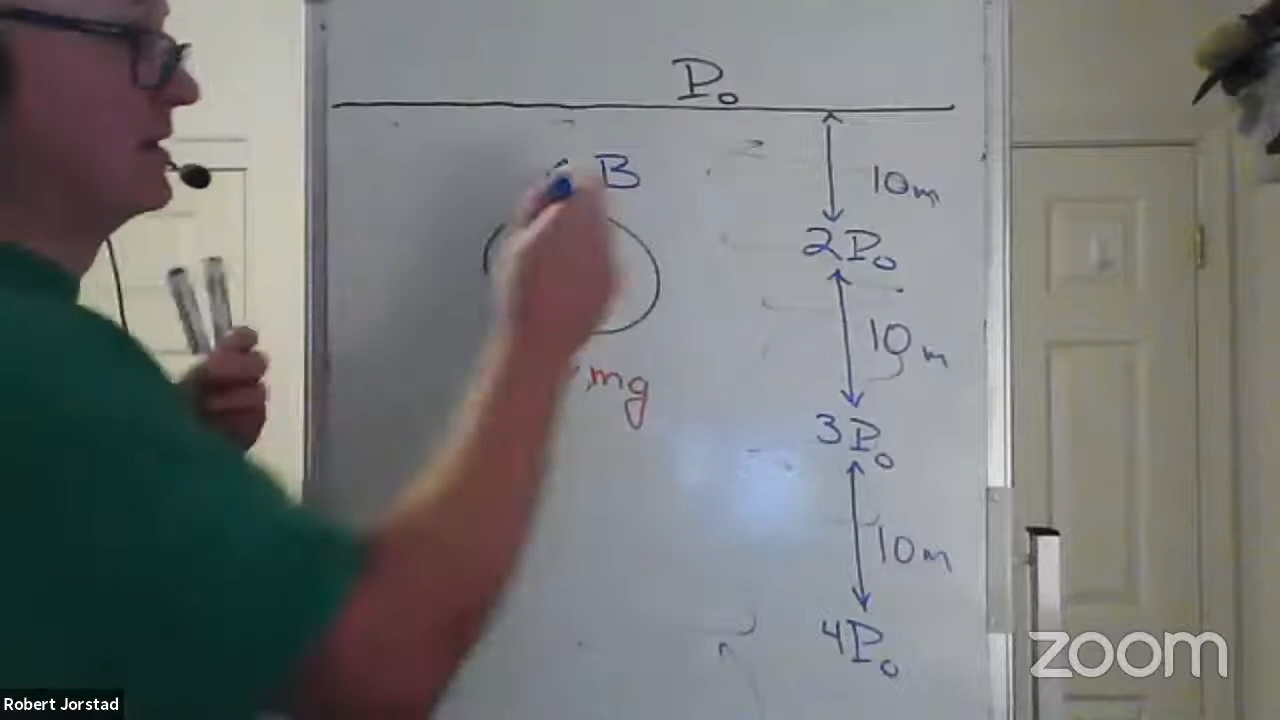 P₀
B
10m
2P₀
10m
mg
3P₀
10m
4P₀
zoom
Robert Jorstad